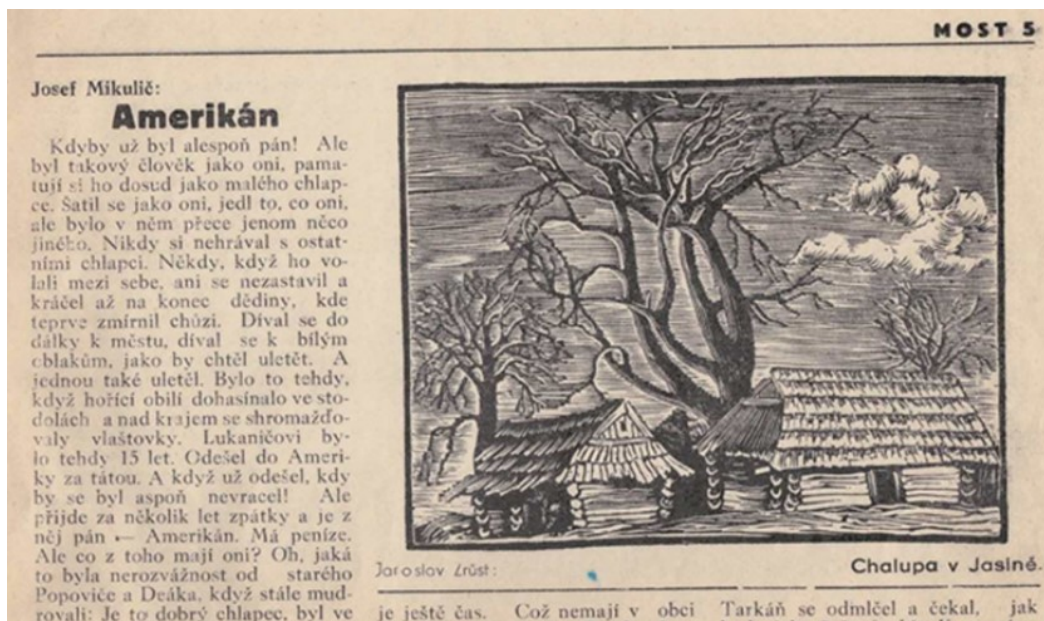 MOST 5
Josef Mikulič:
Amerikán
Kdyby už byl alespoň pán! Ale
byl takový člověk jako oni, pama-
tují si ho dosud jako malého chlap-
ce. Šatil se jako oni, jedl to, co oni,
ale bylo v něm přece jenom něco
jiného. Nikdy si nehrával s ostat-
ními chlapci. Někdy, když ho vo-
lali mezi sebe, ani se nezastavil a
kráčel až na konec dědiny, kde
teprve zmírnil chůzi. Díval se do
dálky k městu, díval se k bílým
oblakům, jako by chtěl uletět. A
jednou také uletěl. Bylo to tehdy,
když hořící obilí dohasínalo ve sto-
dolách a nad krajem se shromažďo-
valy vlaštovky. Lukaničovi by-
lo tehdy 15 let. Odešel do Ameri-
ky za tátou. A když už odešel, kdy
by se byl aspoň nevracel! Ale
přijde za několik let zpátky a je z
něj pán — Amerikán. Má peníze.
Ale co z toho mají oni? Oh, jaká
to byla nerozvážnost od starého
Popoviče a Deáka, když stále mud-
rovali: Je to dobrý chlapec, byl ve
Jaroslav Zrůst:
Chalupa v Jasině.
je ještě čas. Což nemají v obci
Tarkáň se odmlčel a čekal, jak